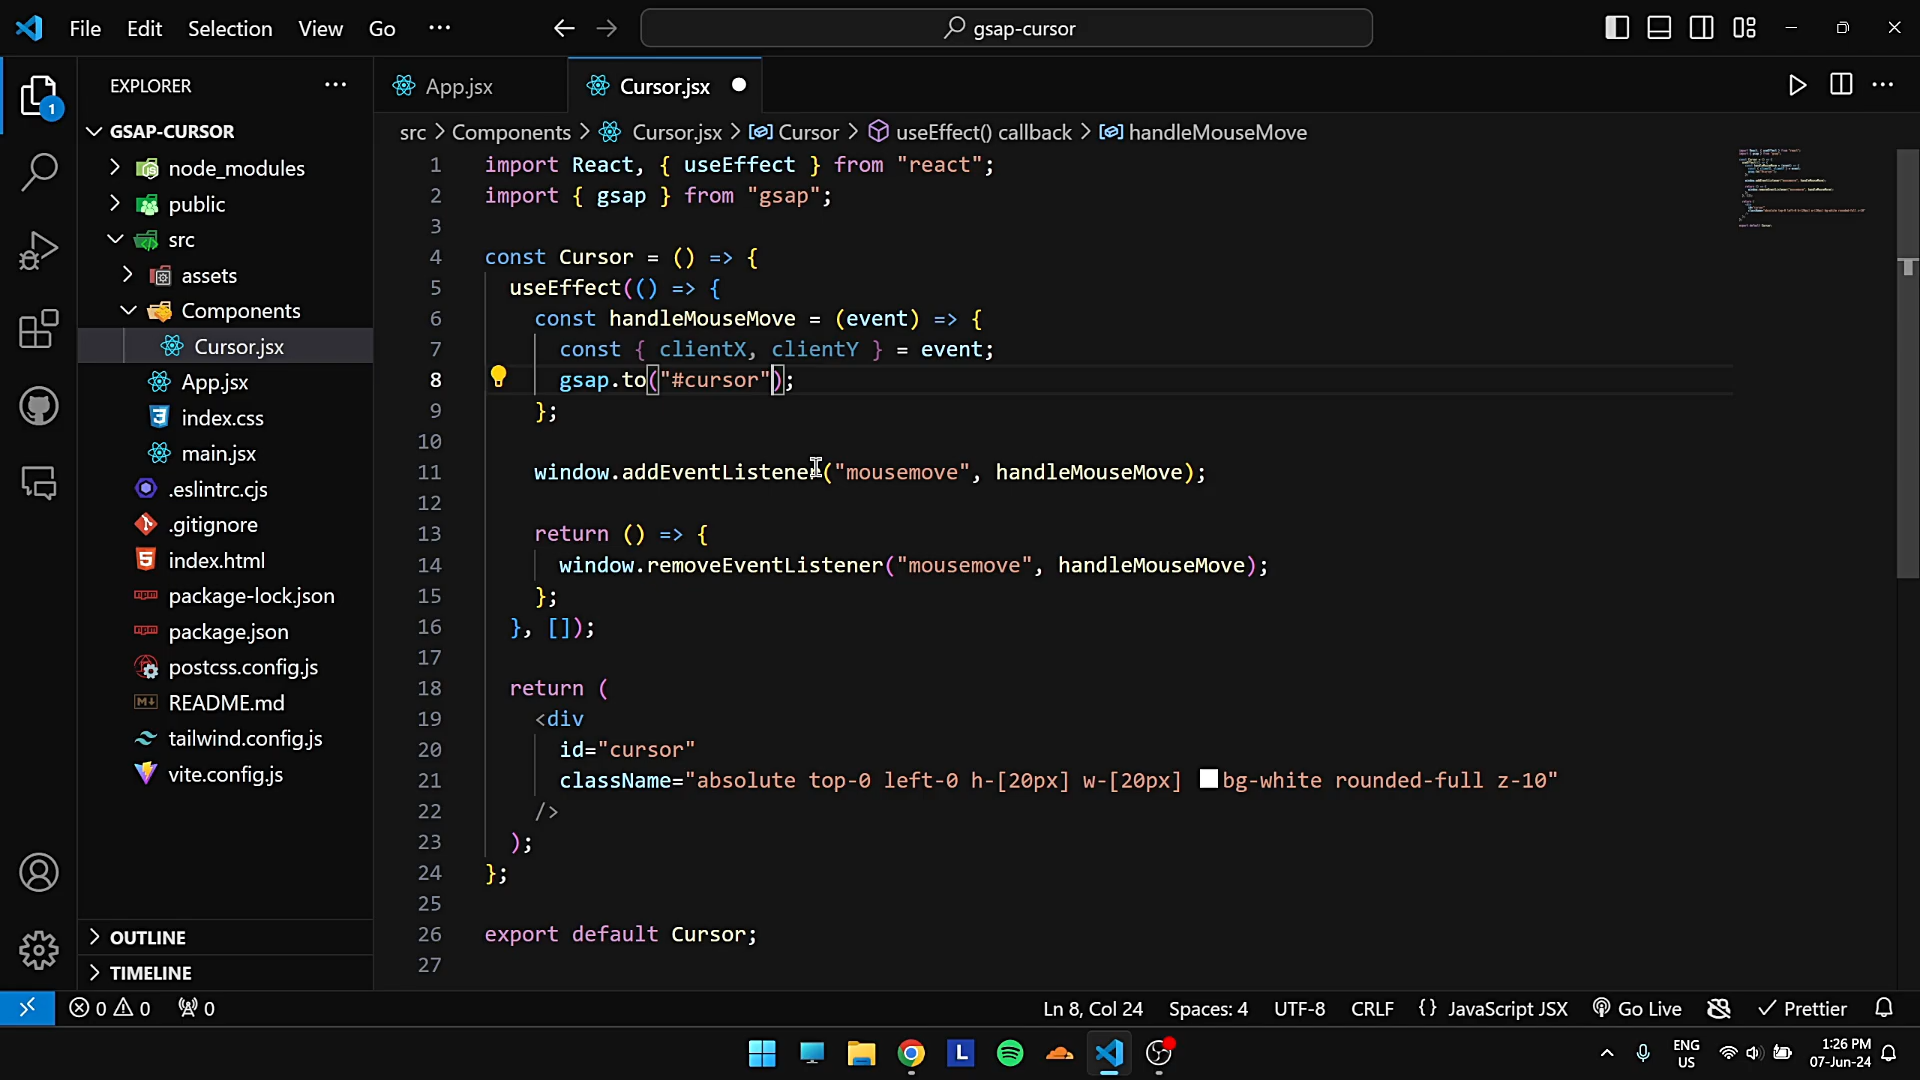 File Edit Selection View Go ··· gsap-cursor
EXPLORER ···
GSAP-CURSOR
node_modules
public
src
assets
Components
Cursor.jsx
App.jsx
index.css
main.jsx
.eslintrc.cjs
.gitignore
index.html
package-lock.json
package.json
postcss.config.js
README.md
tailwind.config.js
vite.config.js
OUTLINE
TIMELINE
1
App.jsx Cursor.jsx
src > Components > Cursor.jsx > Cursor > useEffect() callback > handleMouseMove
1 import React, { useEffect } from "react";
2 import { gsap } from "gsap";
3
4 const Cursor = () => {
5 useEffect(() => {
6 const handleMouseMove = (event) => {
7 const { clientX, clientY } = event;
8 gsap.to("#cursor");
9 };
10
11 window.addEventListener("mousemove", handleMouseMove);
12
13 return () => {
14 window.removeEventListener("mousemove", handleMouseMove);
15 };
16 }, []);
17
18 return (
19 <div
20 id="cursor"
21 className="absolute top-0 left-0 h-[20px] w-[20px] bg-white rounded-full z-10"
22 />
23 );
24 };
25
26 export default Cursor;
27
0 0 0 Ln 8, Col 24 Spaces: 4 UTF-8 CRLF {} JavaScript JSX Go Live Prettier
L ENG
US
1:26 PM
07-Jun-24